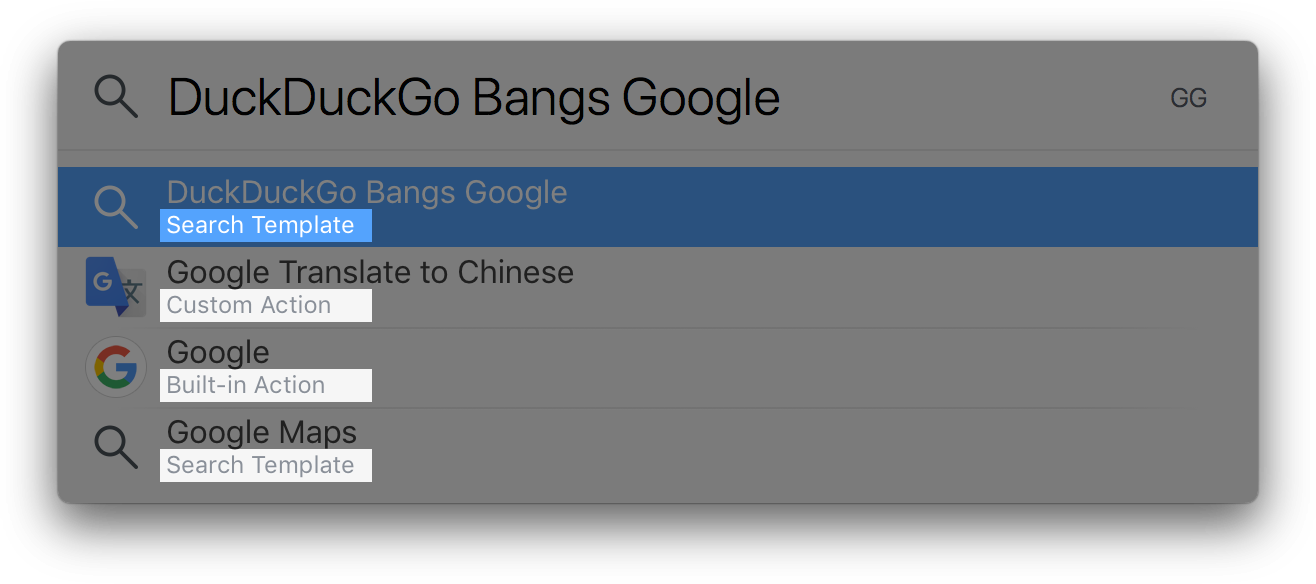 DuckDuckGo Bangs Google GG
DuckDuckGo Bangs Google
Search Template
G 文
Google Translate to Chinese
Custom Action
G
Google
Built-in Action
Google Maps
Search Template